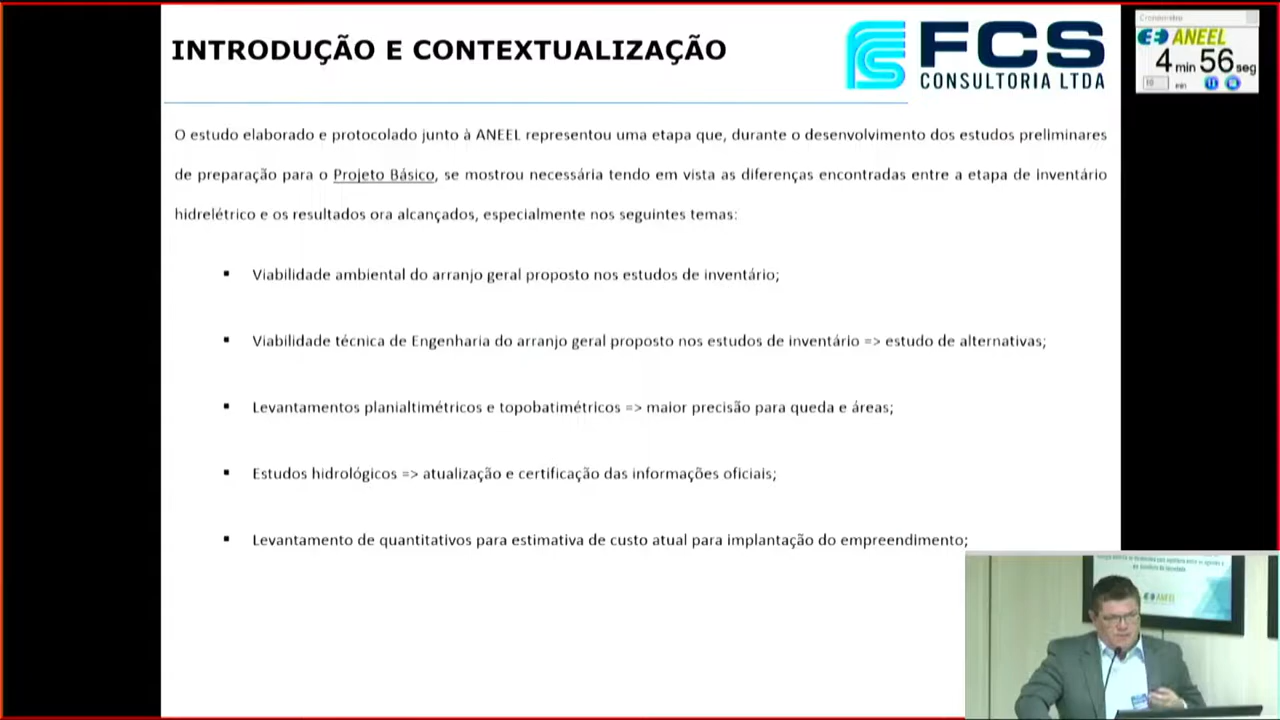 INTRODUÇÃO E CONTEXTUALIZAÇÃO
FCS
CONSULTORIA LTDA
Cronômetro
ANEEL
4 min 56 seg
10 min
O estudo elaborado e protocolado junto à ANEEL representou uma etapa que, durante o desenvolvimento dos estudos preliminares
de preparação para o Projeto Básico, se mostrou necessária tendo em vista as diferenças encontradas entre a etapa de inventário
hidrelétrico e os resultados ora alcançados, especialmente nos seguintes temas:
▪ Viabilidade ambiental do arranjo geral proposto nos estudos de inventário;
▪ Viabilidade técnica de Engenharia do arranjo geral proposto nos estudos de inventário => estudo de alternativas;
▪ Levantamentos planialtimétricos e topobatimétricos => maior precisão para queda e áreas;
▪ Estudos hidrológicos => atualização e certificação das informações oficiais;
▪ Levantamento de quantitativos para estimativa de custo atual para implantação do empreendimento;
ANEEL